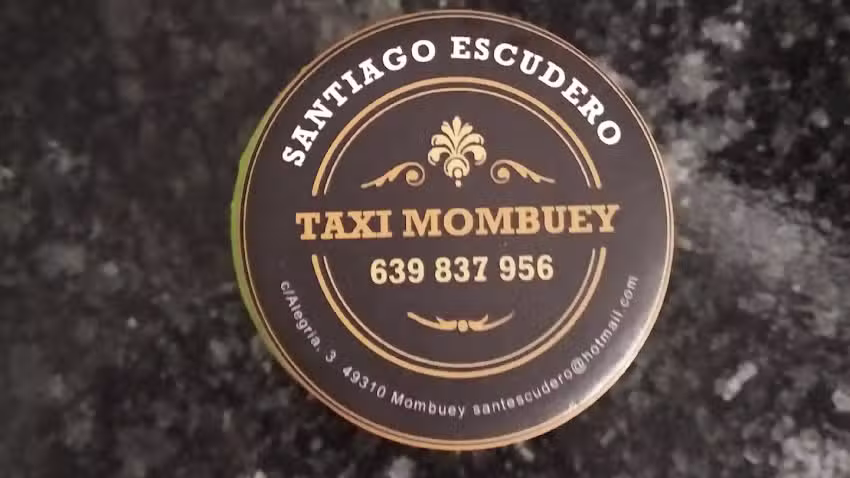 SANTIAGO ESCUDERO
TAXI MOMBUEY
639 837 956
c/Alegria, 3 49310 Mombuey santescudero@hotmail.com